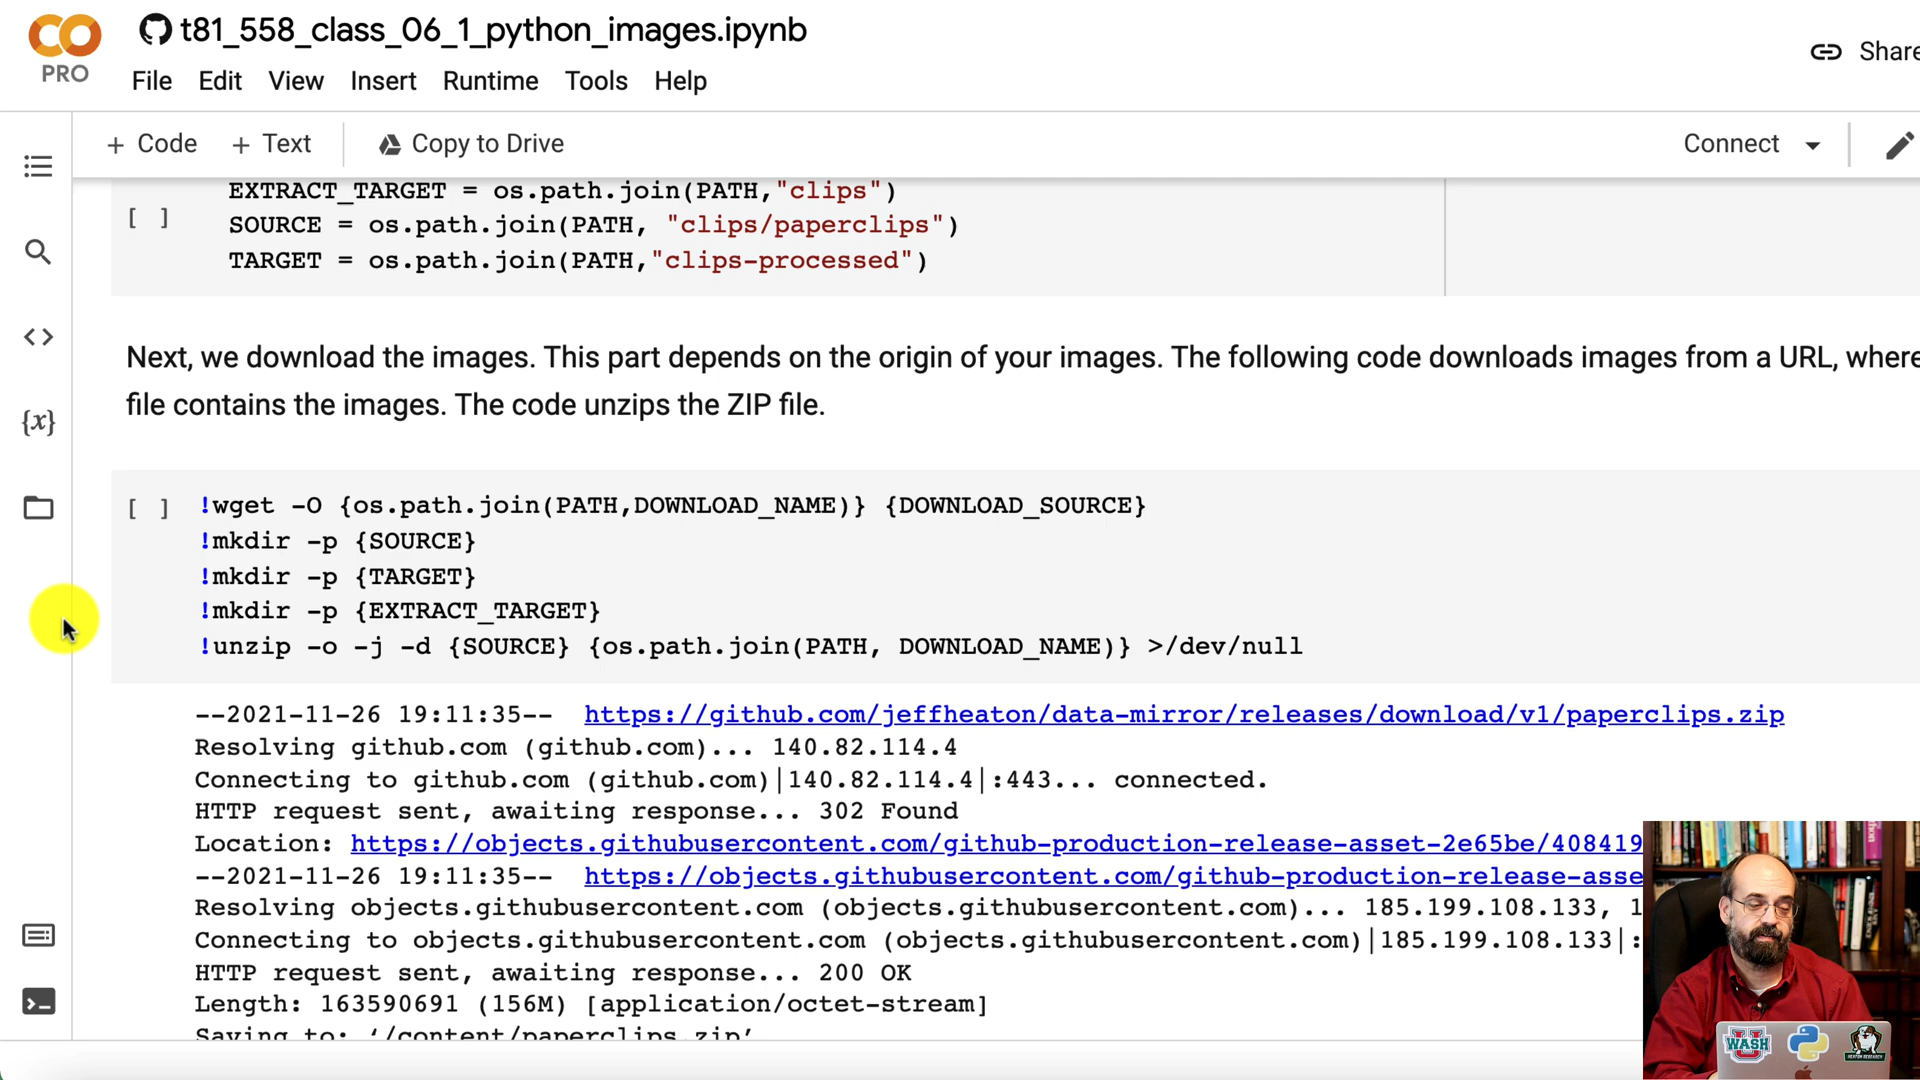 t81_558_class_06_1_python_images.ipynb
Share
PRO
File Edit View Insert Runtime Tools Help
+ Code + Text Copy to Drive Connect
EXTRACT_TARGET = os.path.join(PATH,"clips")
[ ] SOURCE = os.path.join(PATH, "clips/paperclips")
TARGET = os.path.join(PATH,"clips-processed")
Next, we download the images. This part depends on the origin of your images. The following code downloads images from a URL, where
file contains the images. The code unzips the ZIP file.
[ ] !wget -O {os.path.join(PATH,DOWNLOAD_NAME)} {DOWNLOAD_SOURCE}
!mkdir -p {SOURCE}
!mkdir -p {TARGET}
!mkdir -p {EXTRACT_TARGET}
!unzip -o -j -d {SOURCE} {os.path.join(PATH, DOWNLOAD_NAME)} >/dev/null
--2021-11-26 19:11:35-- https://github.com/jeffheaton/data-mirror/releases/download/v1/paperclips.zip
Resolving github.com (github.com)... 140.82.114.4
Connecting to github.com (github.com)|140.82.114.4|:443... connected.
HTTP request sent, awaiting response... 302 Found
Location: https://objects.githubusercontent.com/github-production-release-asset-2e65be/408419
--2021-11-26 19:11:35-- https://objects.githubusercontent.com/github-production-release-asse
Resolving objects.githubusercontent.com (objects.githubusercontent.com)... 185.199.108.133, 1
Connecting to objects.githubusercontent.com (objects.githubusercontent.com)|185.199.108.133|:
HTTP request sent, awaiting response... 200 OK
Length: 163590691 (156M) [application/octet-stream]
Saving to: ‘/content/paperclips.zip’
WASH